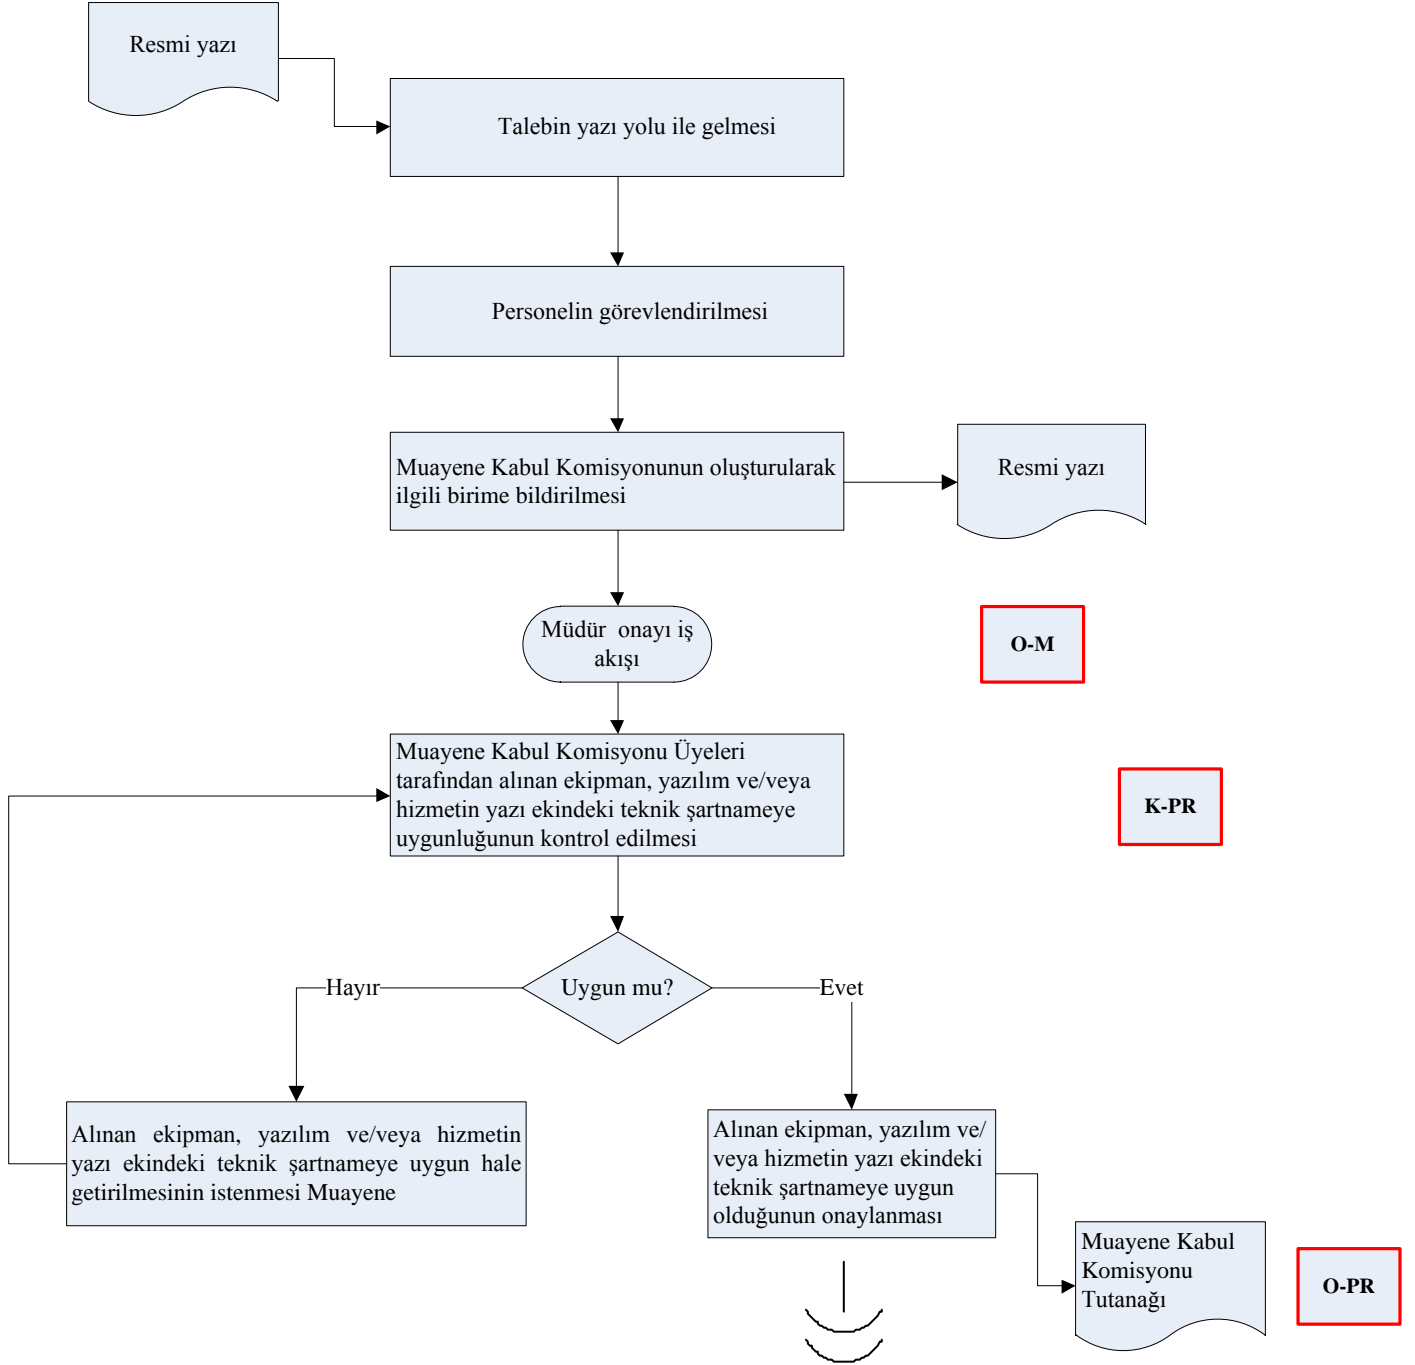 Resmi yazı
Talebin yazı yolu ile gelmesi
Personelin görevlendirilmesi
Muayene Kabul Komisyonunun oluşturularak
ilgili birime bildirilmesi
Resmi yazı
Müdür onayı iş
akışı
O-M
Muayene Kabul Komisyonu Üyeleri
tarafından alınan ekipman, yazılım ve/veya
hizmetin yazı ekindeki teknik şartnameye
uygunluğunun kontrol edilmesi
K-PR
Hayır
Uygun mu?
Evet
Alınan ekipman, yazılım ve/veya hizmetin
yazı ekindeki teknik şartnameye uygun hale
getirilmesinin istenmesi Muayene
Alınan ekipman, yazılım ve/
veya hizmetin yazı ekindeki
teknik şartnameye uygun
olduğunun onaylanması
Muayene Kabul
Komisyonu
Tutanağı
O-PR